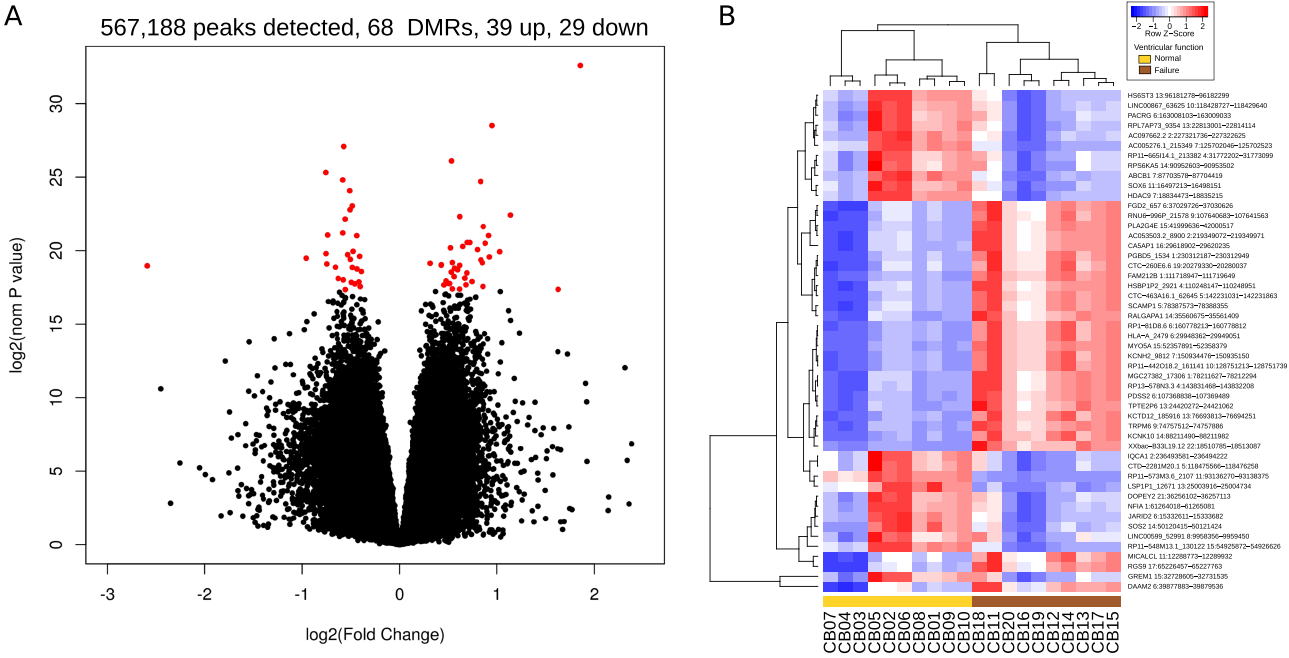 A
567,188 peaks detected, 68 DMRs, 39 up, 29 down
log2(nom P value)
30
25
20
15
10
5
0
-3
-2
-1
0
1
2
log2(Fold Change)
B
−2 −1 0 1 2
Row Z−Score
Ventricular function
Normal
Failure
HS6ST3 13:96181278−96182299
LINC00867_63625 10:118428727−118429640
PACRG 6:163008103−163009033
RPL7AP73_9354 13:22813001−22814114
AC097662.2 2:227321736−227322625
AC005276.1_215349 7:125702046−125702523
RP11−665I14.1_213382 4:31772202−31773099
RPS6KA5 14:90952603−90953502
ABCB1 7:87703578−87704419
SOX6 11:16497213−16498151
HDAC9 7:18834473−18835215
FGD2_657 6:37029726−37030626
RNU6−996P_21578 9:107640683−107641563
PLA2G4E 15:41999636−42000517
AC053503.2_8900 2:219349072−219349971
CASAP1 16:29618902−29620235
PGBD5_1534 1:230312187−230312949
CTC−260E6.6 19:20279330−20280037
FAM212B 1:111718947−111719649
HSBP1P2_2921 4:110248147−110248951
CTC−463A16.1_62645 5:142231031−142231863
SCAMP1 5:78387573−78388355
RALGAPA1 14:35560675−35561409
RP1−81D8.6 6:160778213−160778812
HLA−A_2479 6:29948362−29949051
MYO5A 15:52357891−52358379
KCNH2_9812 7:150934476−150935150
RP11−442O18.2_161141 10:128751213−128751739
MGC27382_17306 1:78211627−78212294
RP13−578N3.3 4:143831468−143832208
PDSS2 6:107368838−107369489
TPTE2P6 13:24420272−24421062
KCTD12_185916 13:76693813−76694251
TRPM6 9:74757512−74757886
KCNK10 14:88211490−88211982
XXbac−B33L19.12 22:18510785−18513087
IQCA1 2:236493581−236494222
CTD−2281M20.1 5:118475566−118476258
RP11−573M3.6_2107 11:93136270−93138375
LSP1P1_12671 13:25003916−25004734
DOPEY2 21:36256102−36257113
NFIA 1:61264018−61265081
JARID2 6:15332611−15333682
SOS2 14:50120415−50121424
LINC00599_52991 8:9958356−9959450
RP11−548M13.1_130122 15:54925872−54926626
MICALCL 11:12288773−12289932
RGS9 17:65226457−65227763
GREM1 15:32728605−32731535
DAAM2 6:39877883−39879536
CB07
CB04
CB03
CB05
CB02
CB06
CB08
CB01
CB09
CB10
CB18
CB11
CB20
CB16
CB19
CB12
CB14
CB13
CB17
CB15